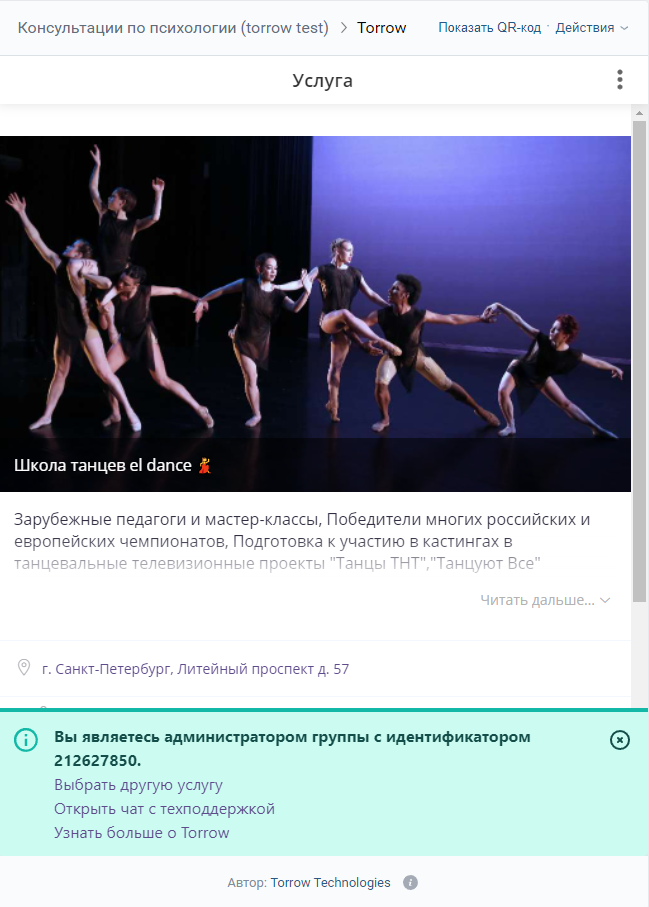 Консультации по психологии (torrow test) > Torrow Показать QR-код · Действия
Услуга
Школа танцев el dance 💃
Зарубежные педагоги и мастер-классы, Победители многих российских и
европейских чемпионатов, Подготовка к участию в кастингах в
танцевальные телевизионные проекты "Танцы ТНТ","Танцуют Все"
Читать дальше...
г. Санкт-Петербург, Литейный проспект д. 57
Вы являетесь администратором группы с идентификатором
212627850.
Выбрать другую услугу
Открыть чат с техподдержкой
Узнать больше о Torrow
Автор: Torrow Technologies